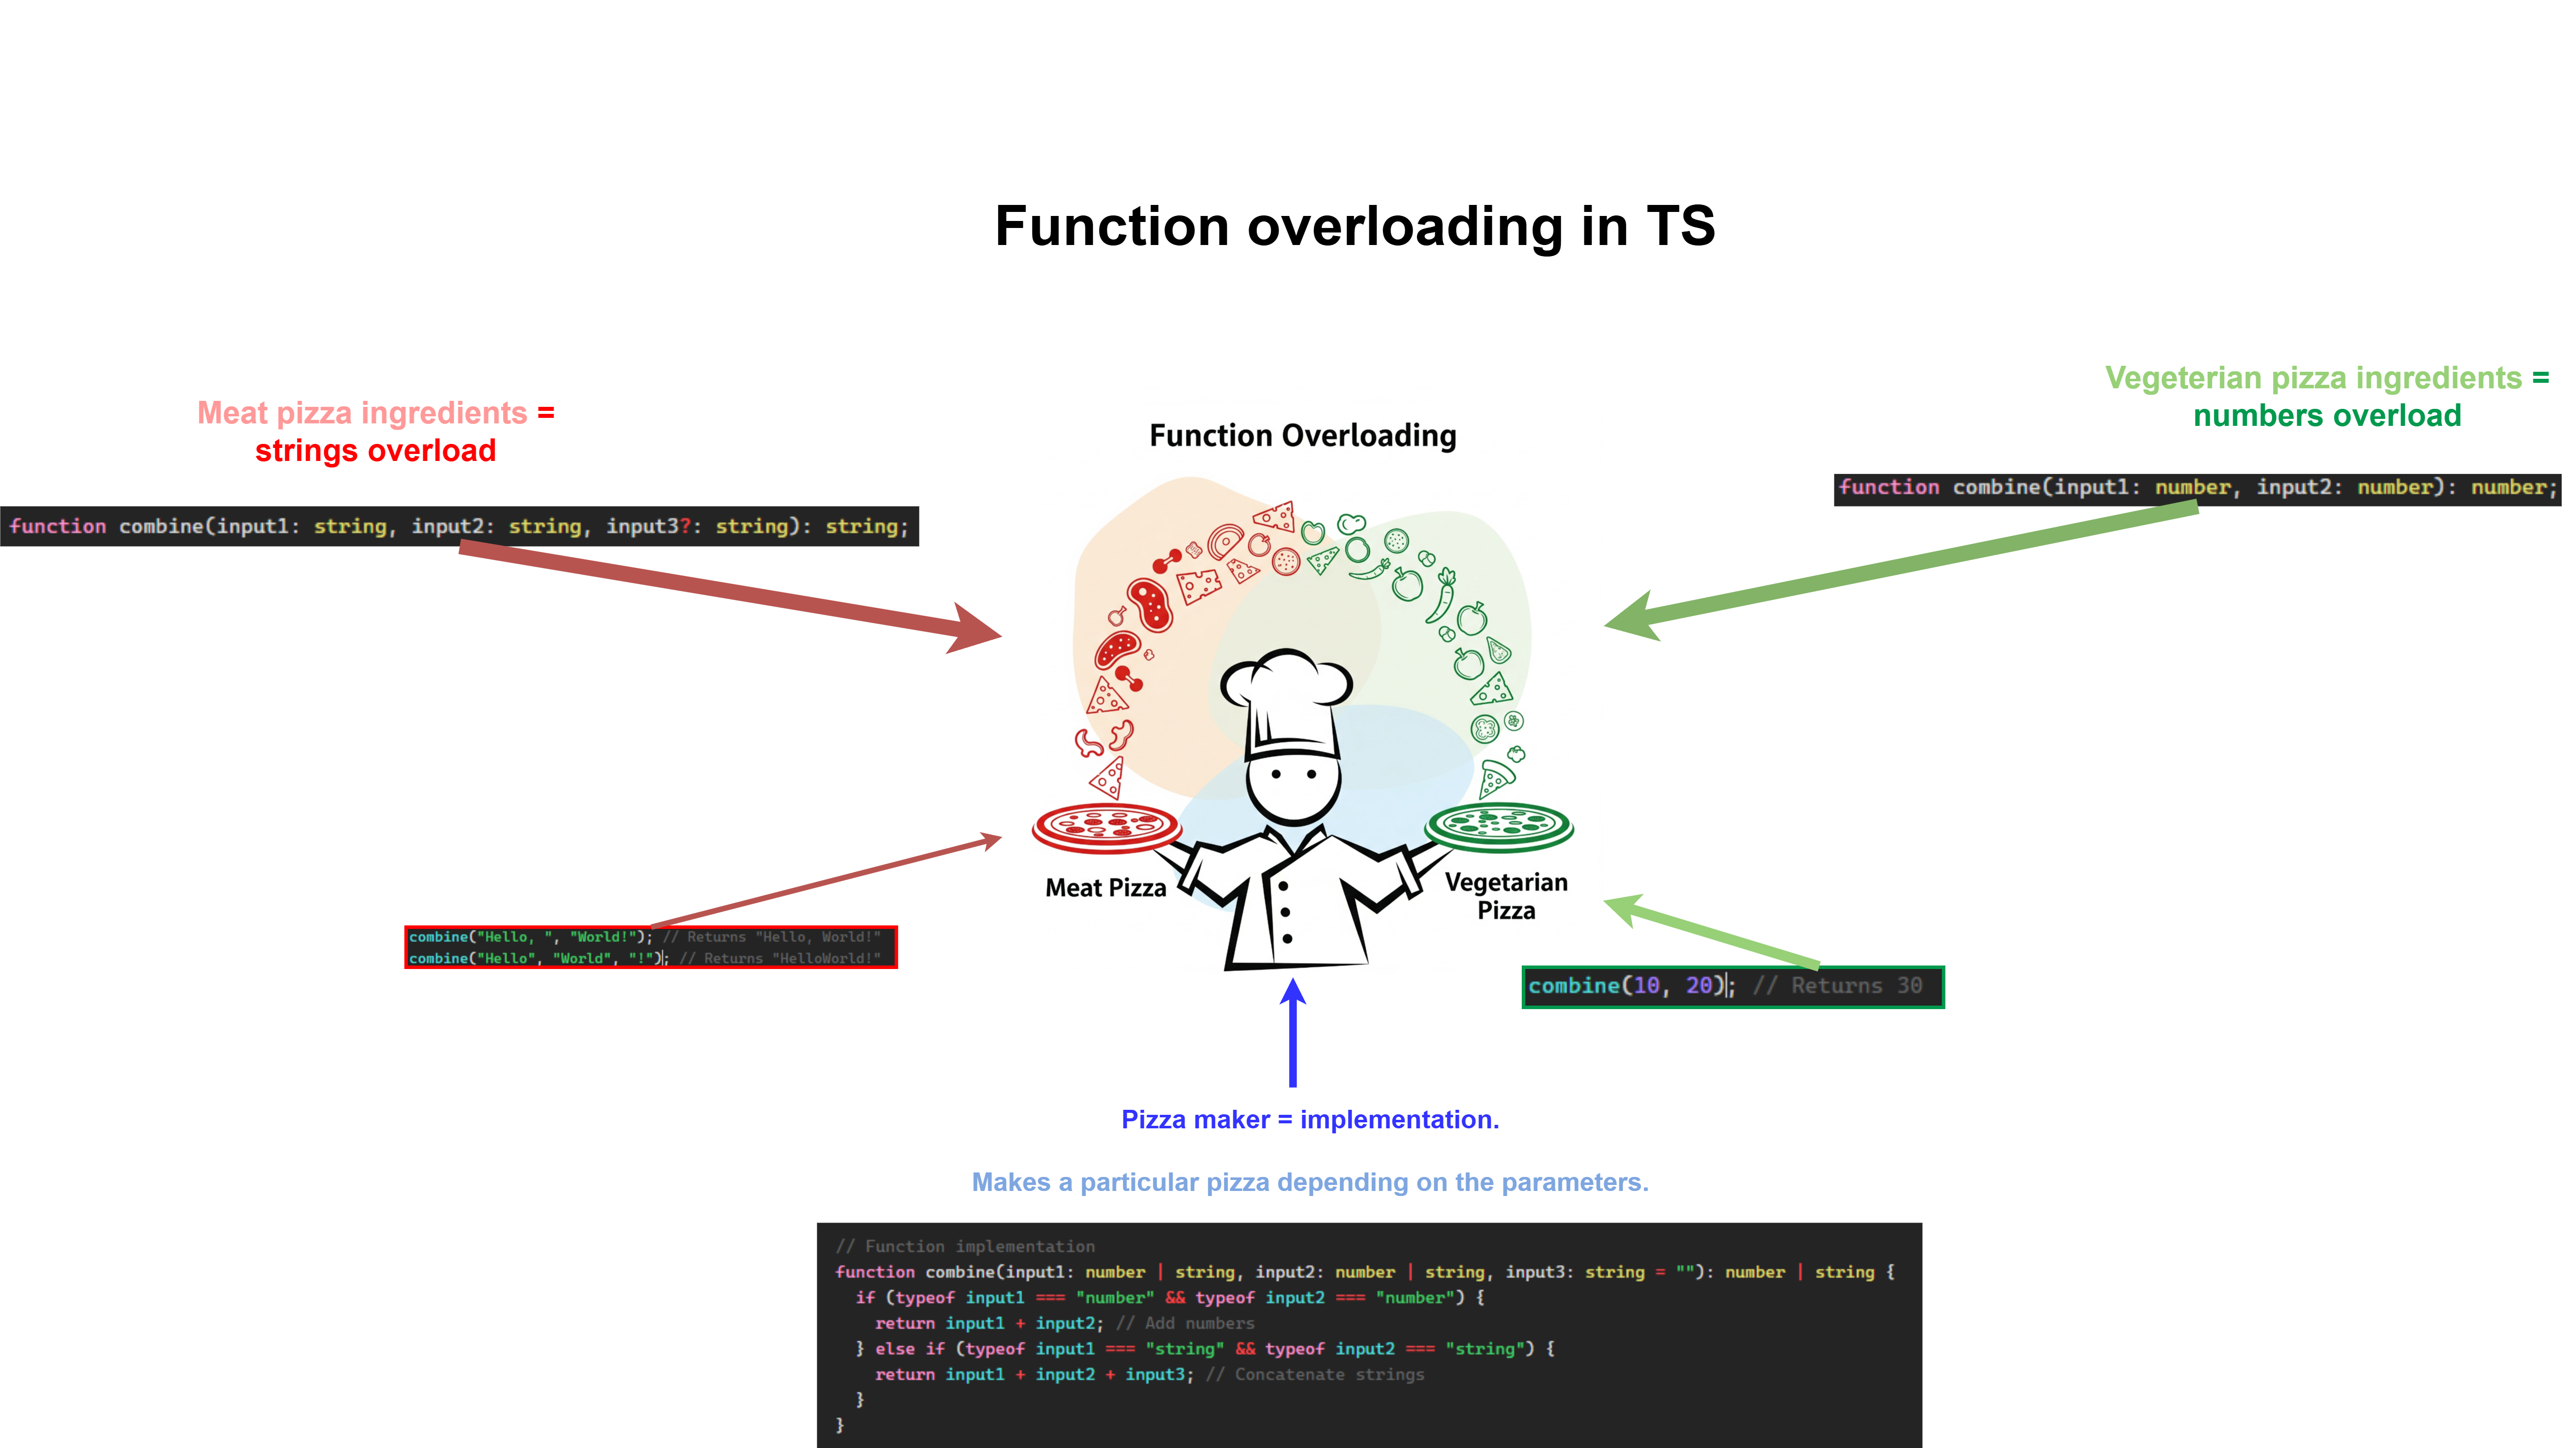 Function overloading in TS
Meat pizza ingredients =
strings overload
function combine(input1: string, input2: string, input3?: string): string;
Vegeterian pizza ingredients =
numbers overload
function combine(input1: number, input2: number): number;
Function Overloading
Meat Pizza
Vegetarian
Pizza
combine("Hello, ", "World!"); // Returns "Hello, World!"
combine("Hello", "World", "!"); // Returns "HelloWorld!"
combine(10, 20); // Returns 30
Pizza maker = implementation.
Makes a particular pizza depending on the parameters.
// Function implementation
function combine(input1: number | string, input2: number | string, input3: string = ""): number | string {
  if (typeof input1 === "number" && typeof input2 === "number") {
    return input1 + input2; // Add numbers
  } else if (typeof input1 === "string" && typeof input2 === "string") {
    return input1 + input2 + input3; // Concatenate strings
  }
}